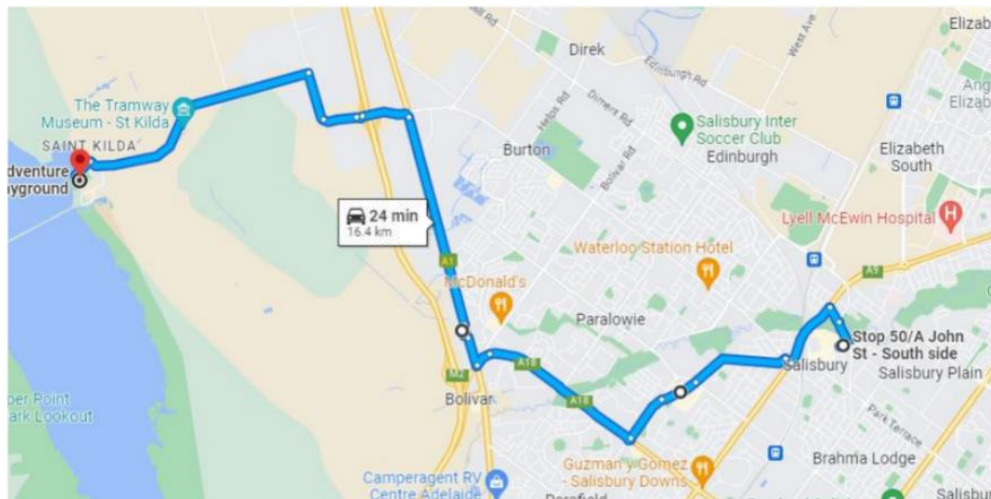 Elizab
Direk
West Ave
Edinburgh Rd
Ang
Elizabeth
The Tramway
Museum - St Kilda
Helps Rd
Diment Rd
Salisbury Inter
Soccer Club
SAINT KILDA
Burton
Bolivar Rd
Edinburgh
Elizabeth
South
dventure
yground
24 min
16.4 km
Lyell McEwin Hospital
H
Waterloo Station Hotel
A1
A9
McDonald's
Paralowie
Stop 50/A John
St - South side
Salisbury
Salisbury Plain
M2
A18
Bolivar
A18
per Point
ark Lookout
Park Terrace
Guzman y Gomez
- Salisbury Downs
Brahma Lodge
Camperagent RV
Centre Adelaide
Salisbu